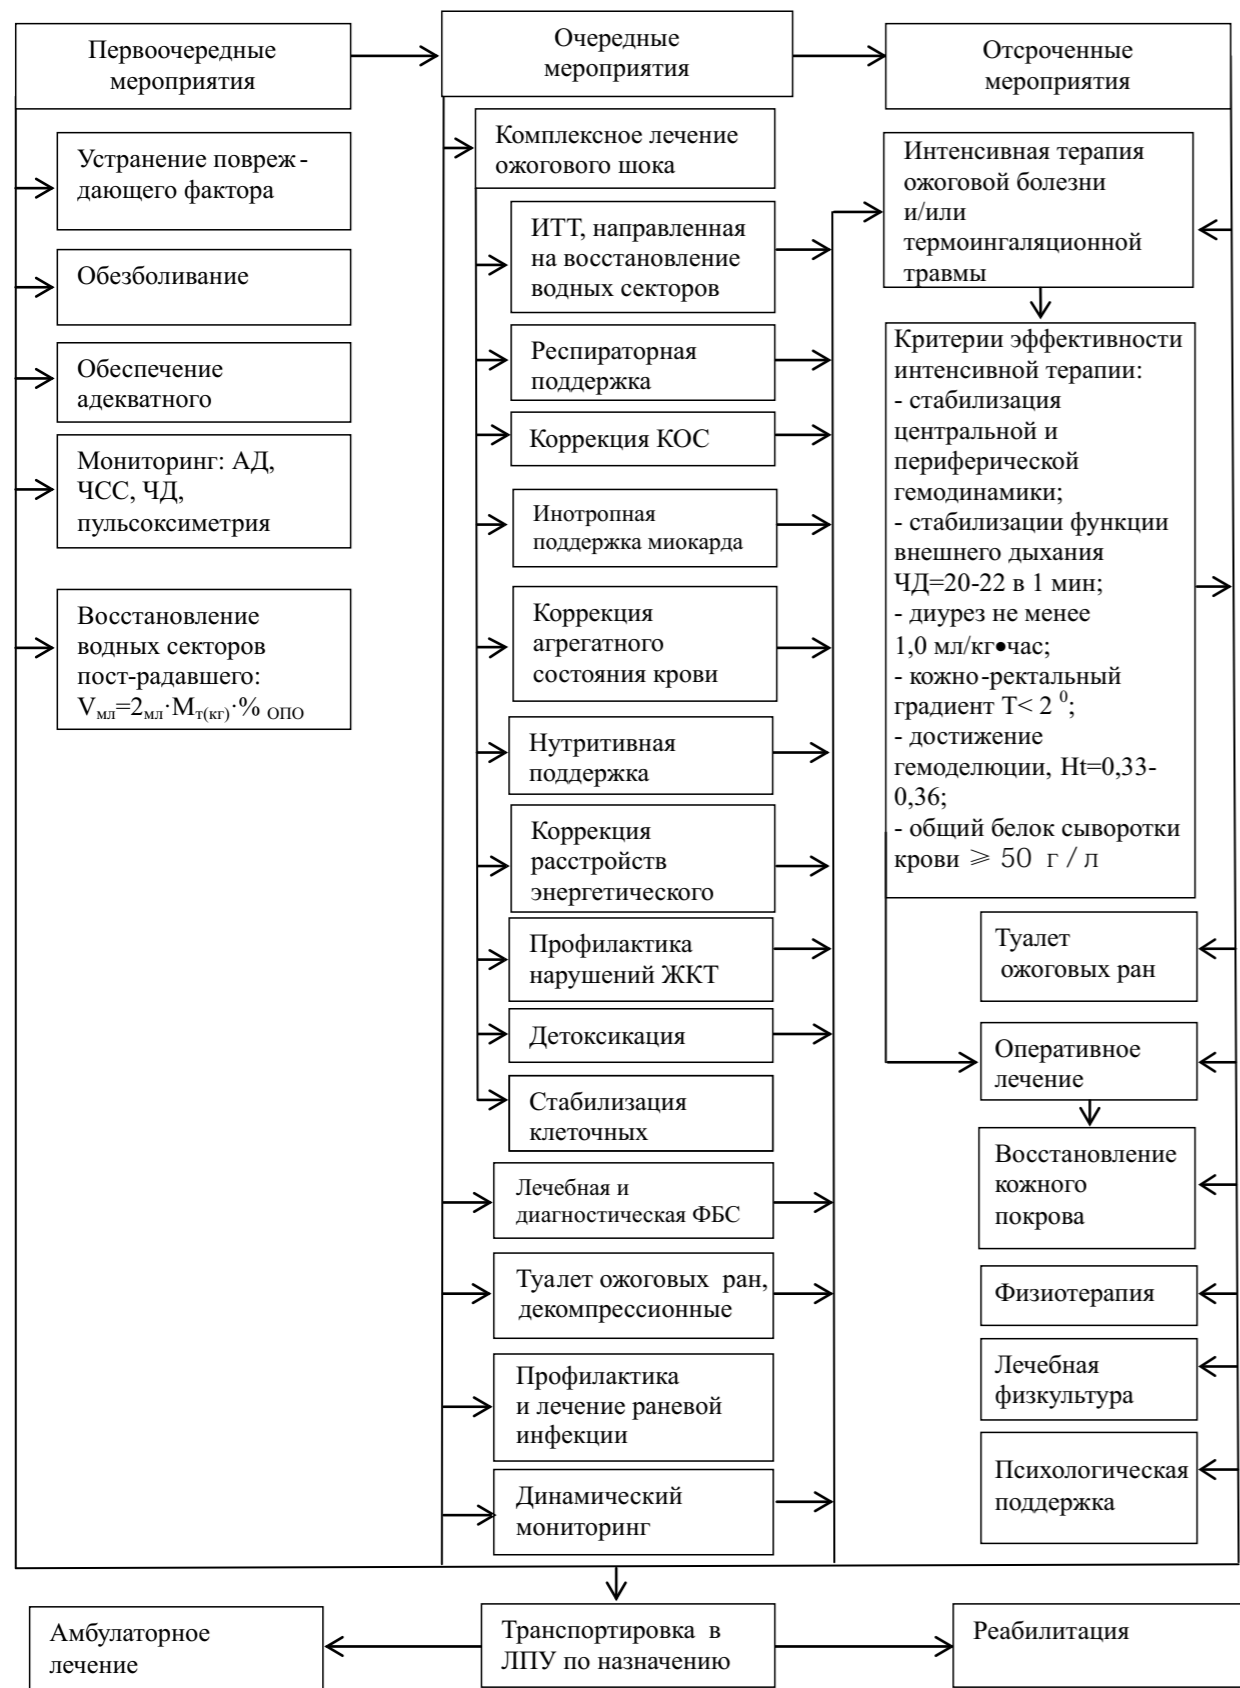 Первоочередные
мероприятия
Очередные
мероприятия
Отсроченные
мероприятия
Устранение повреж-
дающего фактора
Обезболивание
Обеспечение
адекватного
Мониторинг: АД,
ЧСС, ЧД,
пульсоксиметрия
Восстановление
водных секторов
пост-радавшего:
Vмл=2мл·Мт(кг)·% ОПО
Комплексное лечение
ожогового шока
ИТТ, направленная
на восстановление
водных секторов
Респираторная
поддержка
Коррекция КОС
Инотропная
поддержка миокарда
Коррекция
агрегатного
состояния крови
Нутритивная
поддержка
Коррекция
расстройств
энергетического
Профилактика
нарушений ЖКТ
Детоксикация
Стабилизация
клеточных
Лечебная и
диагностическая ФБС
Туалет ожоговых ран,
декомпрессионные
Профилактика
и лечение раневой
инфекции
Динамический
мониторинг
Интенсивная терапия
ожоговой болезни
и/или
термоингаляционной
травмы
Критерии эффективности
интенсивной терапии:
- стабилизация
центральной и
периферической
гемодинамики;
- стабилизации функции
внешнего дыхания
ЧД=20-22 в 1 мин;
- диурез не менее
1,0 мл/кг•час;
- кожно-ректальный
градиент Т< 2 ⁰;
- достижение
гемоделюции, Ht=0,33-
0,36;
- общий белок сыворотки
крови ⩾ 50 г/л
Туалет
ожоговых ран
Оперативное
лечение
Восстановление
кожного
покрова
Физиотерапия
Лечебная
физкультура
Психологическая
поддержка
Амбулаторное
лечение
Транспортировка в
ЛПУ по назначению
Реабилитация